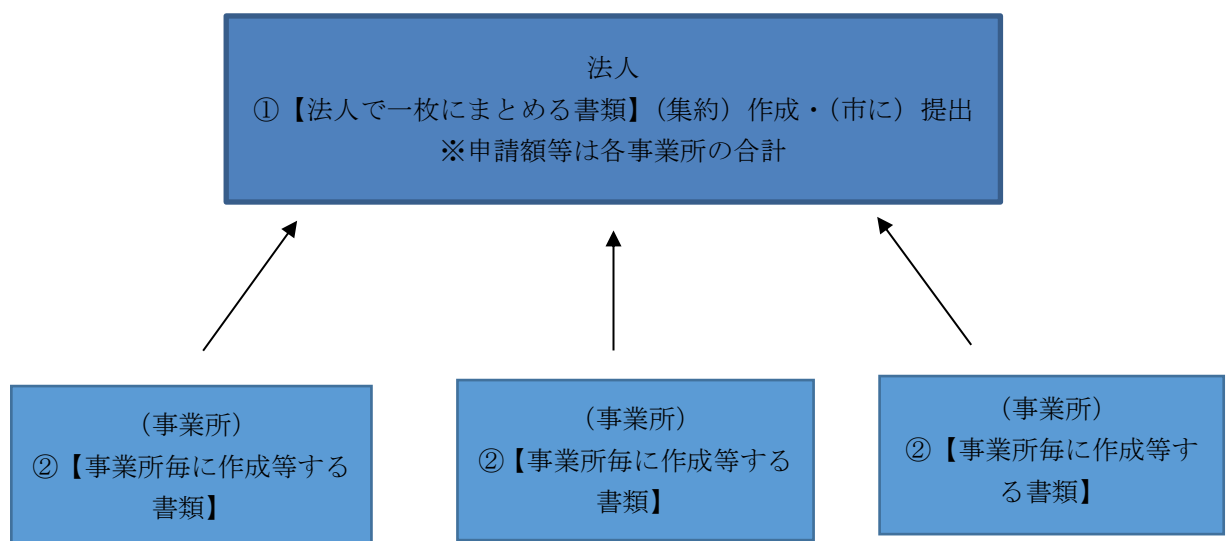 法人
①【法人で一枚にまとめる書類】（集約）作成・（市に）提出
※申請額等は各事業所の合計
（事業所）
②【事業所毎に作成等する
書類】
（事業所）
②【事業所毎に作成等する
書類】
（事業所）
②【事業所毎に作成等す
る書類】